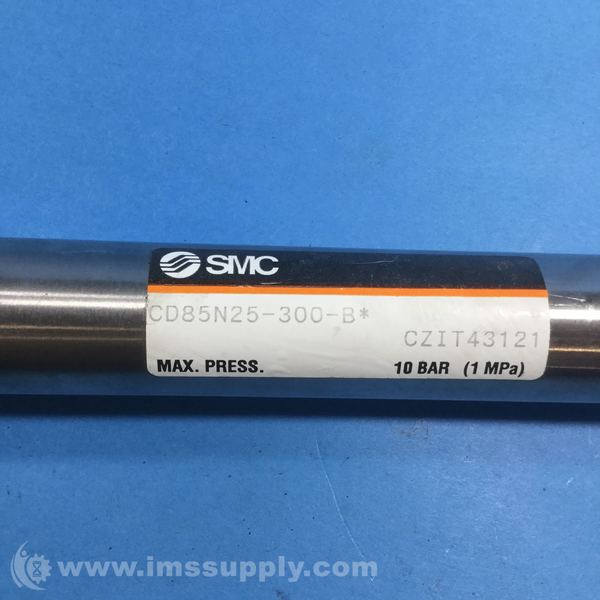 SMC
CD85N25-300-B*
CZIT43121
MAX. PRESS. 10 BAR (1 MPa)
www.imssupply.com